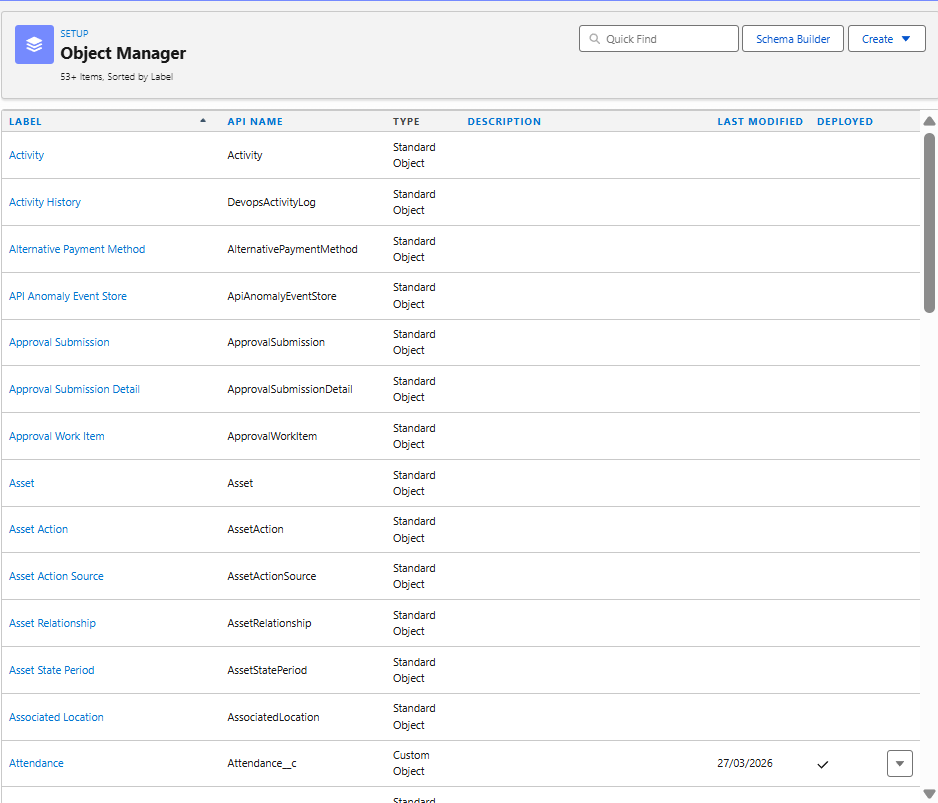 SETUP
Object Manager
53+ Items, Sorted by Label
Quick Find
Schema Builder
Create
LABEL API NAME TYPE DESCRIPTION LAST MODIFIED DEPLOYED
Activity Activity Standard Object
Activity History DevopsActivityLog Standard Object
Alternative Payment Method AlternativePaymentMethod Standard Object
API Anomaly Event Store ApiAnomalyEventStore Standard Object
Approval Submission ApprovalSubmission Standard Object
Approval Submission Detail ApprovalSubmissionDetail Standard Object
Approval Work Item ApprovalWorkItem Standard Object
Asset Asset Standard Object
Asset Action AssetAction Standard Object
Asset Action Source AssetActionSource Standard Object
Asset Relationship AssetRelationship Standard Object
Asset State Period AssetStatePeriod Standard Object
Associated Location AssociatedLocation Standard Object
Attendance Attendance__c Custom Object 27/03/2026
Standard